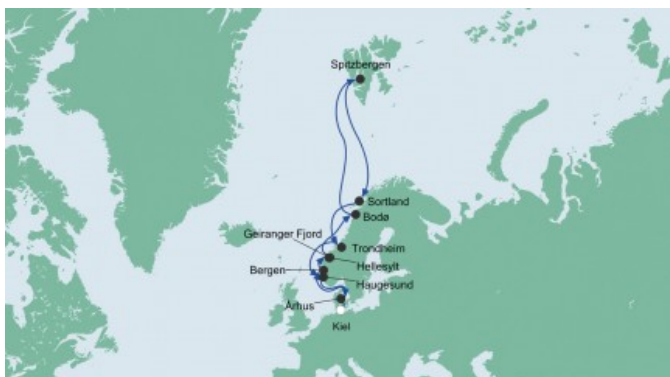 Spitzbergen
Sortland
Bodø
Geiranger Fjord
Trondheim
Hellesylt
Bergen
Haugesund
Århus
Kiel